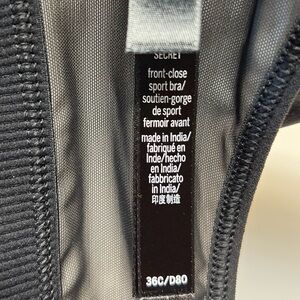 SECRET
front-close
sport bra/
soutien-gorge
de sport
fermoir avant
made in India/
fabriqué en
Inde/hecho
en India/
fabbricato
in India/
印度制造
36C/D80